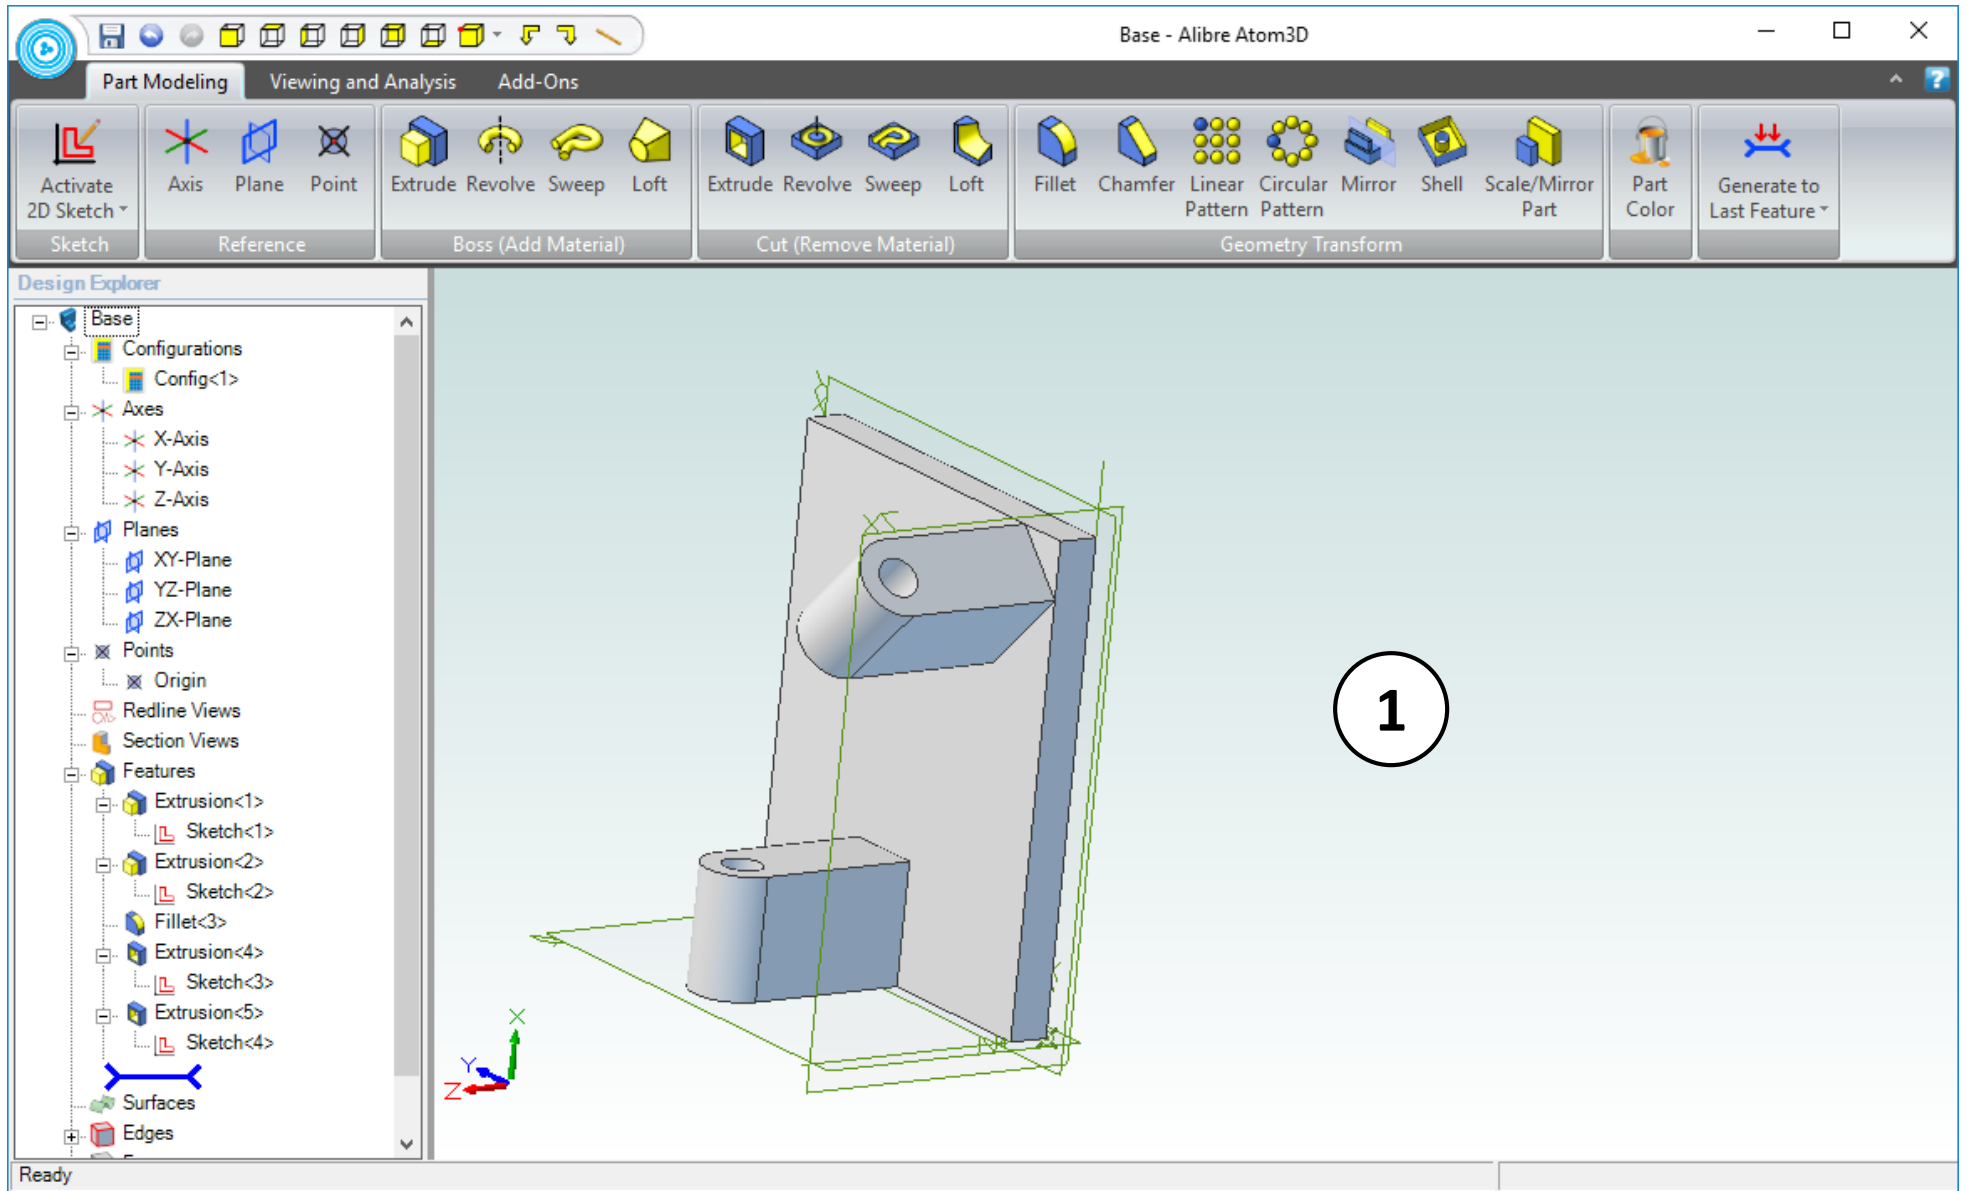 Base - Alibre Atom3D
Part Modeling Viewing and Analysis Add-Ons
Activate 2D Sketch
Axis Plane Point
Extrude Revolve Sweep Loft
Extrude Revolve Sweep Loft
Fillet Chamfer Linear Pattern Circular Pattern Mirror Shell Scale/Mirror Part
Part Color
Generate to Last Feature
Sketch Reference Boss (Add Material) Cut (Remove Material) Geometry Transform
Design Explorer
Base
Configurations
Config<1>
Axes
X-Axis
Y-Axis
Z-Axis
Planes
XY-Plane
YZ-Plane
ZX-Plane
Points
Origin
Redline Views
Section Views
Features
Extrusion<1>
Sketch<1>
Extrusion<2>
Sketch<2>
Fillet<3>
Extrusion<4>
Sketch<3>
Extrusion<5>
Sketch<4>
Surfaces
Edges
1
X
Y
Z
Ready